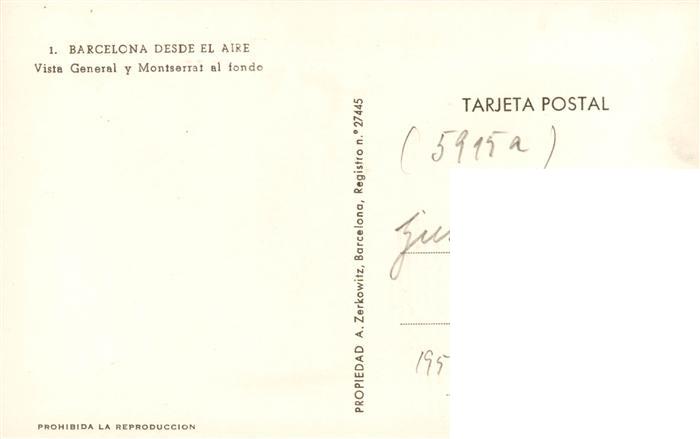 1. BARCELONA DESDE EL AIRE
Vista General y Montserrat al fondo
PROHIBIDA LA REPRODUCCION
PROPIEDAD A. Zerkowitz, Barcelona, Registro n.º 27445
TARJETA POSTAL
(5915a)
195